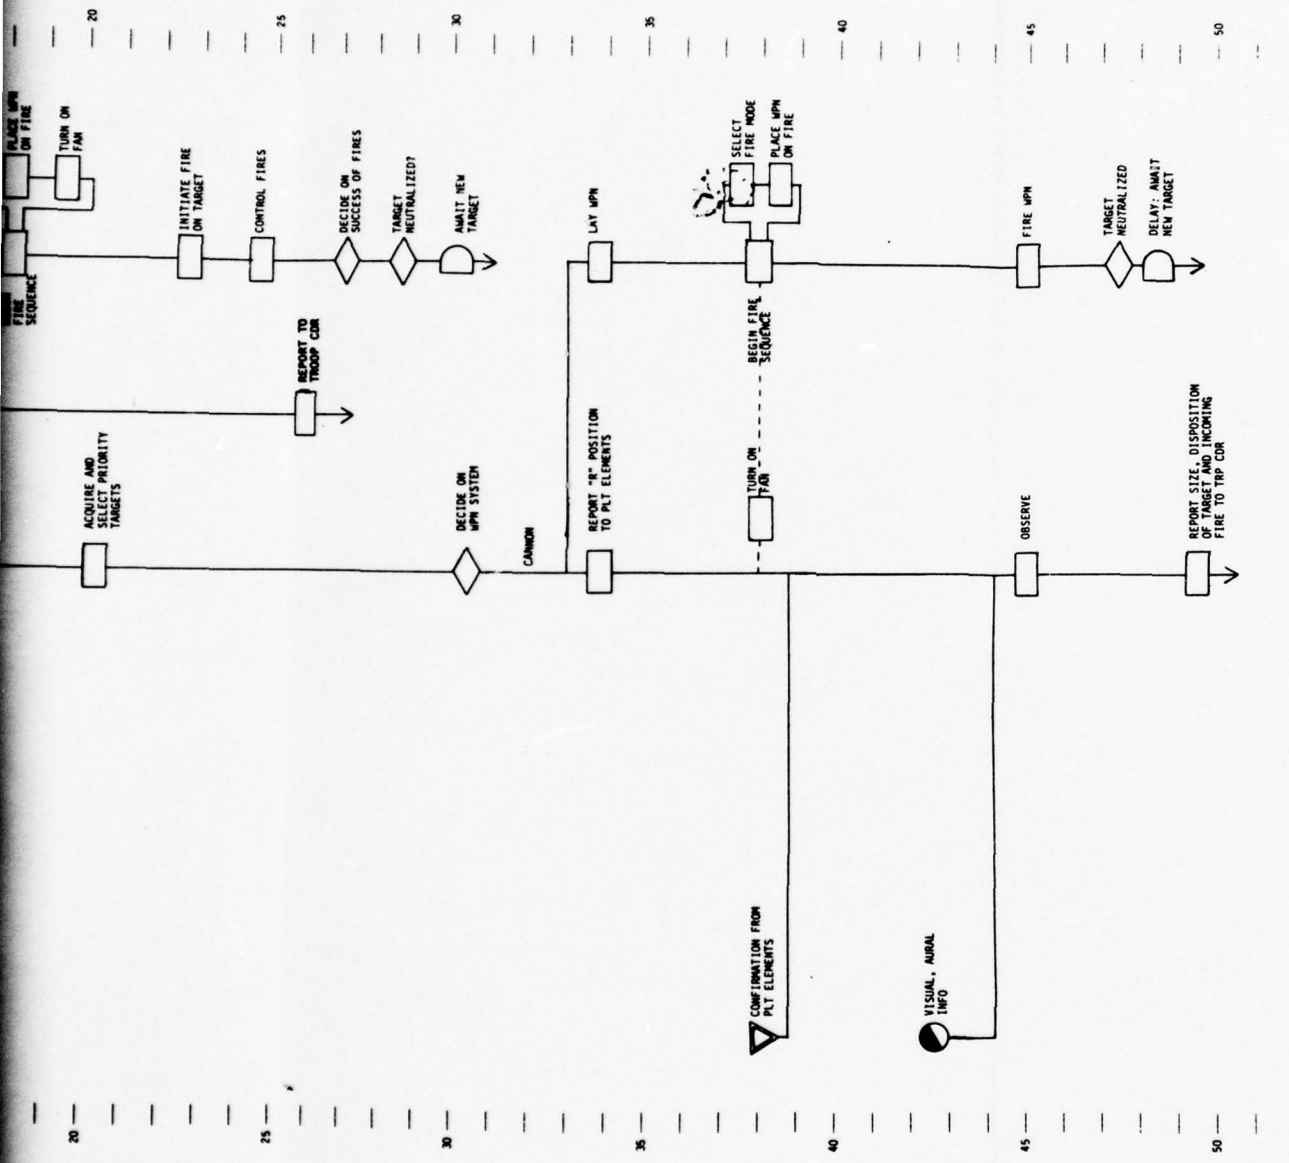 20
25
30
35
40
45
50
PLACE WPN
ON FIRE
TURN ON
FAN
FIRE
SEQUENCE
INITIATE FIRE
ON TARGET
CONTROL FIRES
DECIDE ON
SUCCESS OF FIRES
TARGET
NEUTRALIZED?
AWAIT NEW
TARGET
LAY WPN
SELECT
FIRE MODE
PLACE WPN
ON FIRE
BEGIN FIRE
SEQUENCE
FIRE WPN
TARGET
NEUTRALIZED
DELAY: AWAIT
NEW TARGET
REPORT TO
TROOP CDR
ACQUIRE AND
SELECT PRIORITY
TARGETS
DECIDE ON
WPN SYSTEM
CANNON
REPORT "R" POSITION
TO PLT ELEMENTS
TURN ON
FAN
OBSERVE
REPORT SIZE, DISPOSITION
OF TARGET AND INCOMING
FIRE TO TRP CDR
CONFIRMATION FROM
PLT ELEMENTS
VISUAL, AURAL
INFO
20
25
30
35
40
45
50